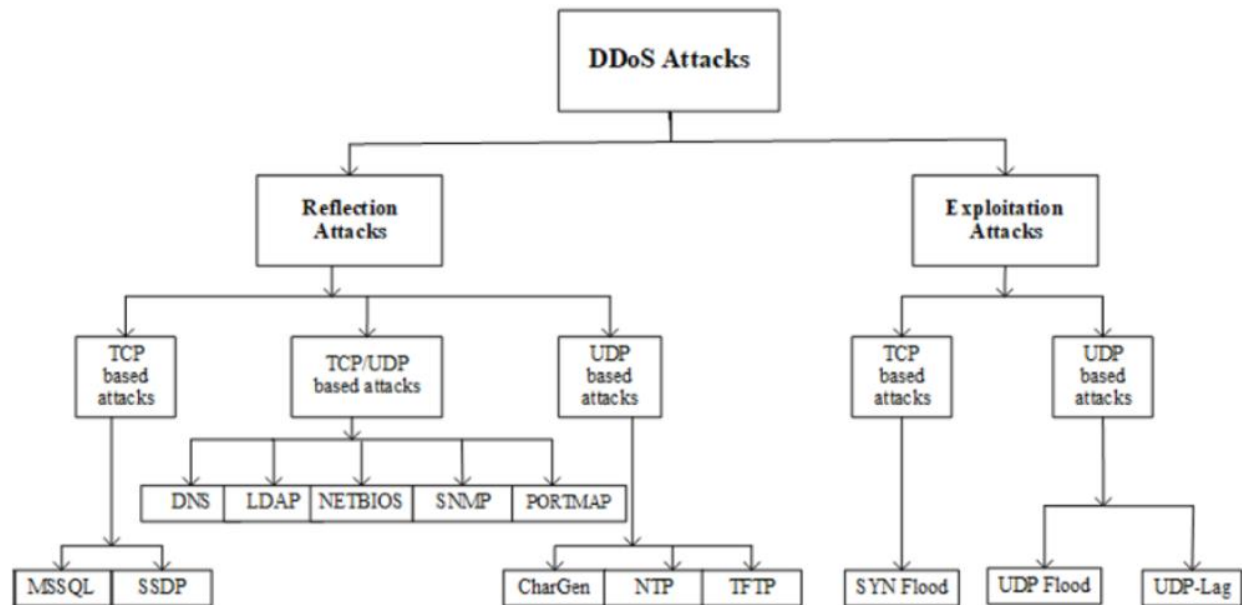 DDoS Attacks
Reflection
Attacks
Exploitation
Attacks
TCP
based
attacks
TCP/UDP
based attacks
UDP
based
attacks
TCP
based
attacks
UDP
based
attacks
DNS
LDAP
NETBIOS
SNMP
PORTMAP
MSSQL
SSDP
CharGen
NTP
TFTP
SYN Flood
UDP Flood
UDP-Lag